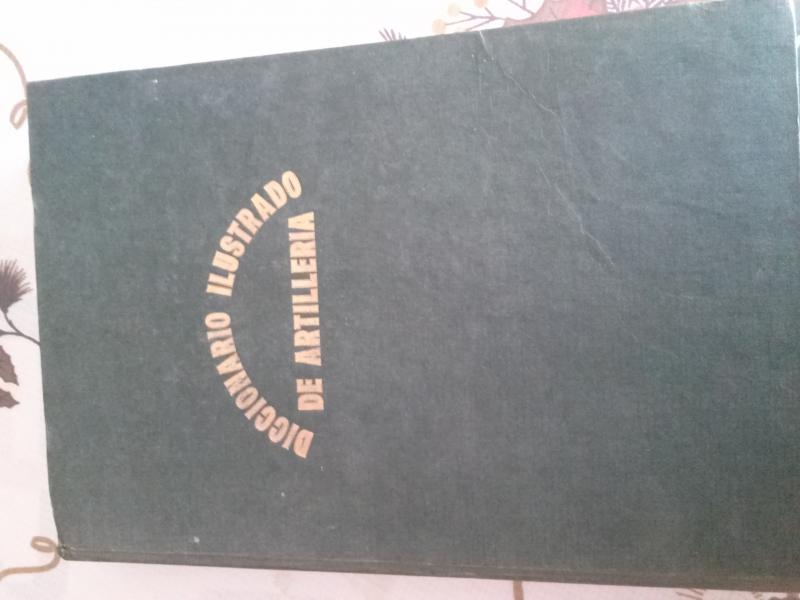 DICCIONARIO ILUSTRADO
DE ARTILLERIA